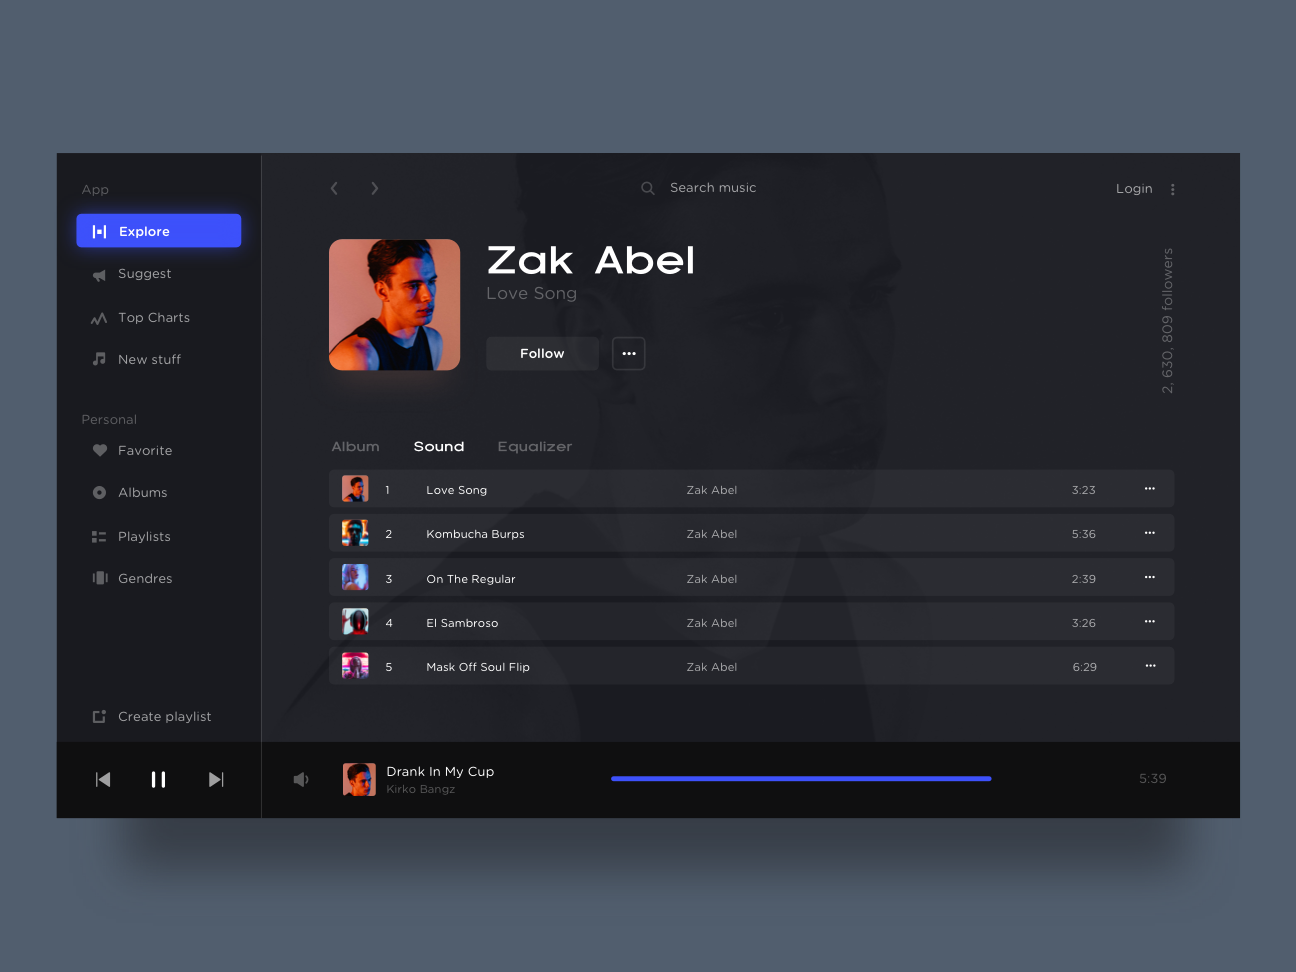 App
Explore
Suggest
Top Charts
New stuff
Personal
Favorite
Albums
Playlists
Gendres
Create playlist
Search music
Login
Zak Abel
Love Song
Follow
2, 630, 809 followers
Album Sound Equalizer
1 Love Song Zak Abel 3:23
2 Kombucha Burps Zak Abel 5:36
3 On The Regular Zak Abel 2:39
4 El Sambroso Zak Abel 3:26
5 Mask Off Soul Flip Zak Abel 6:29
Drank In My Cup
Kirko Bangz
5:39